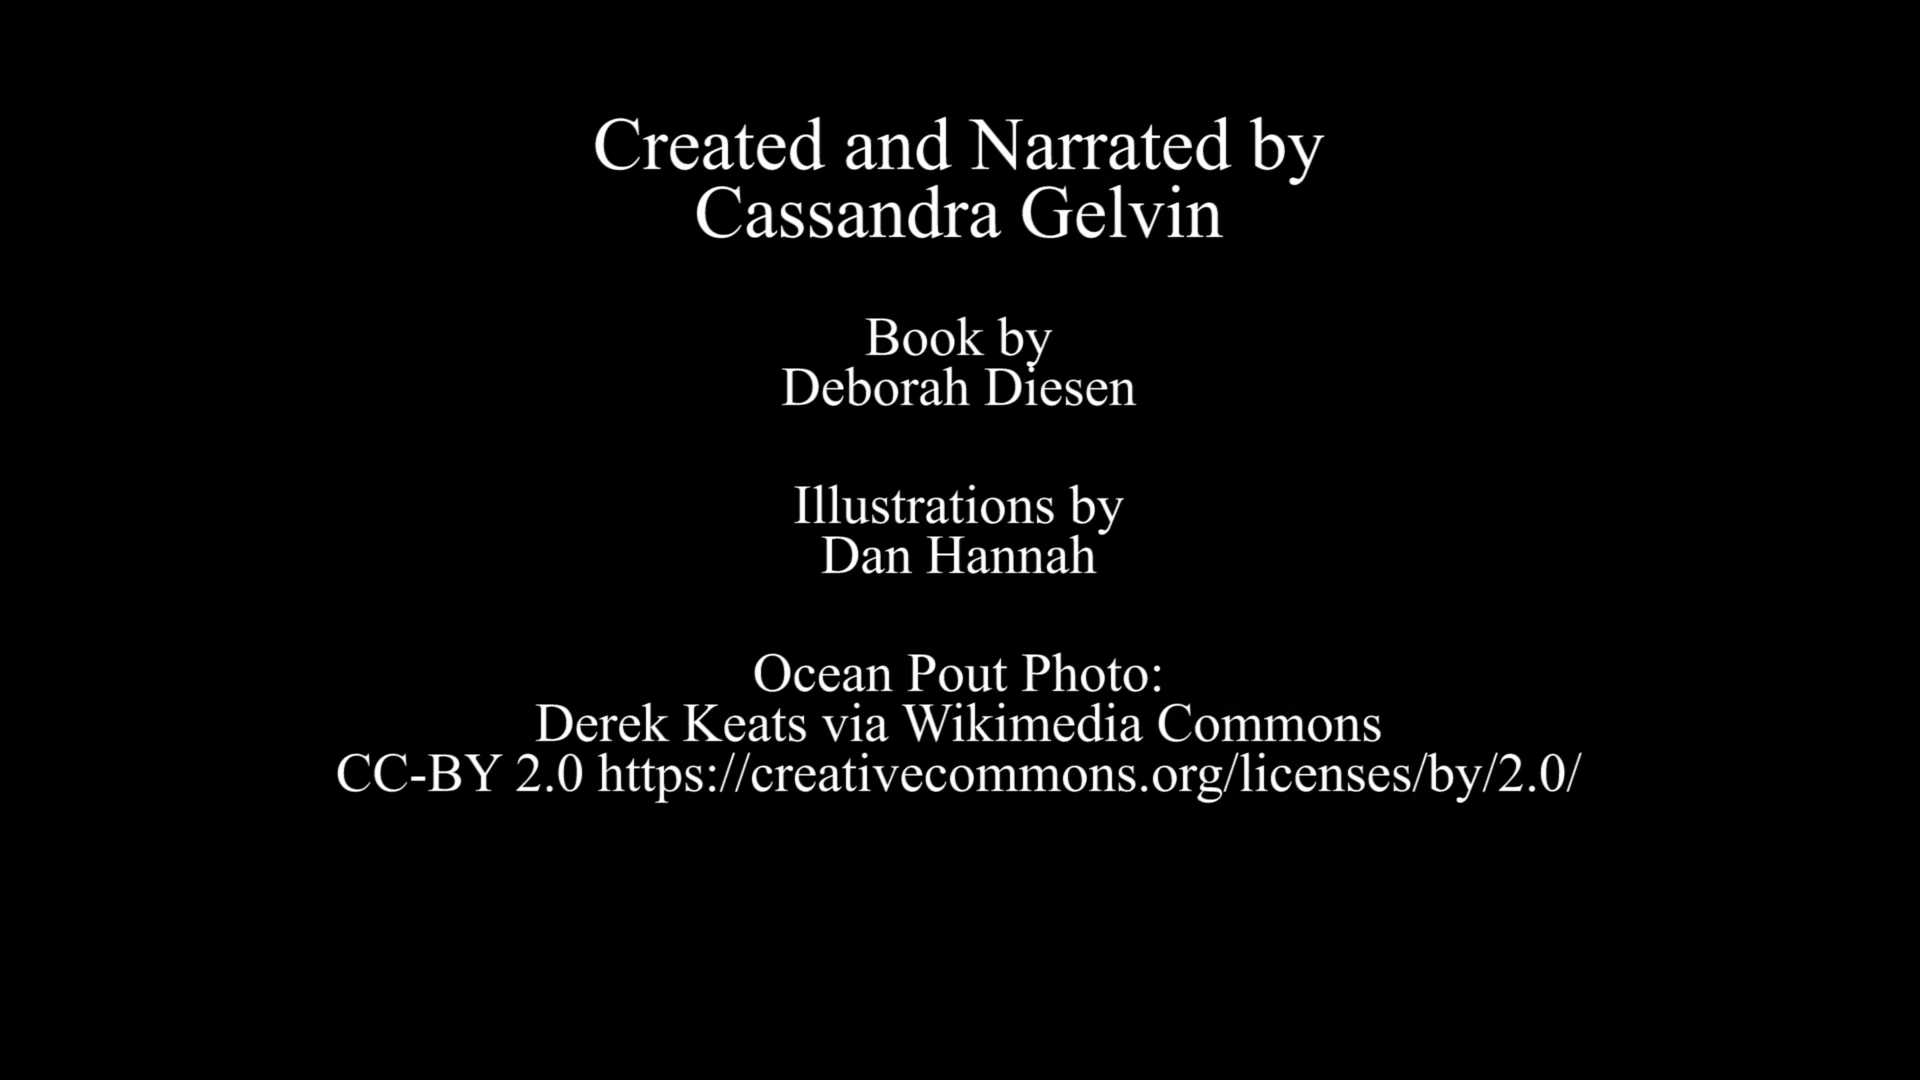 Created and Narrated by
Cassandra Gelvin
Book by
Deborah Diesen
Illustrations by
Dan Hannah
Ocean Pout Photo:
Derek Keats via Wikimedia Commons
CC-BY 2.0 https://creativecommons.org/licenses/by/2.0/